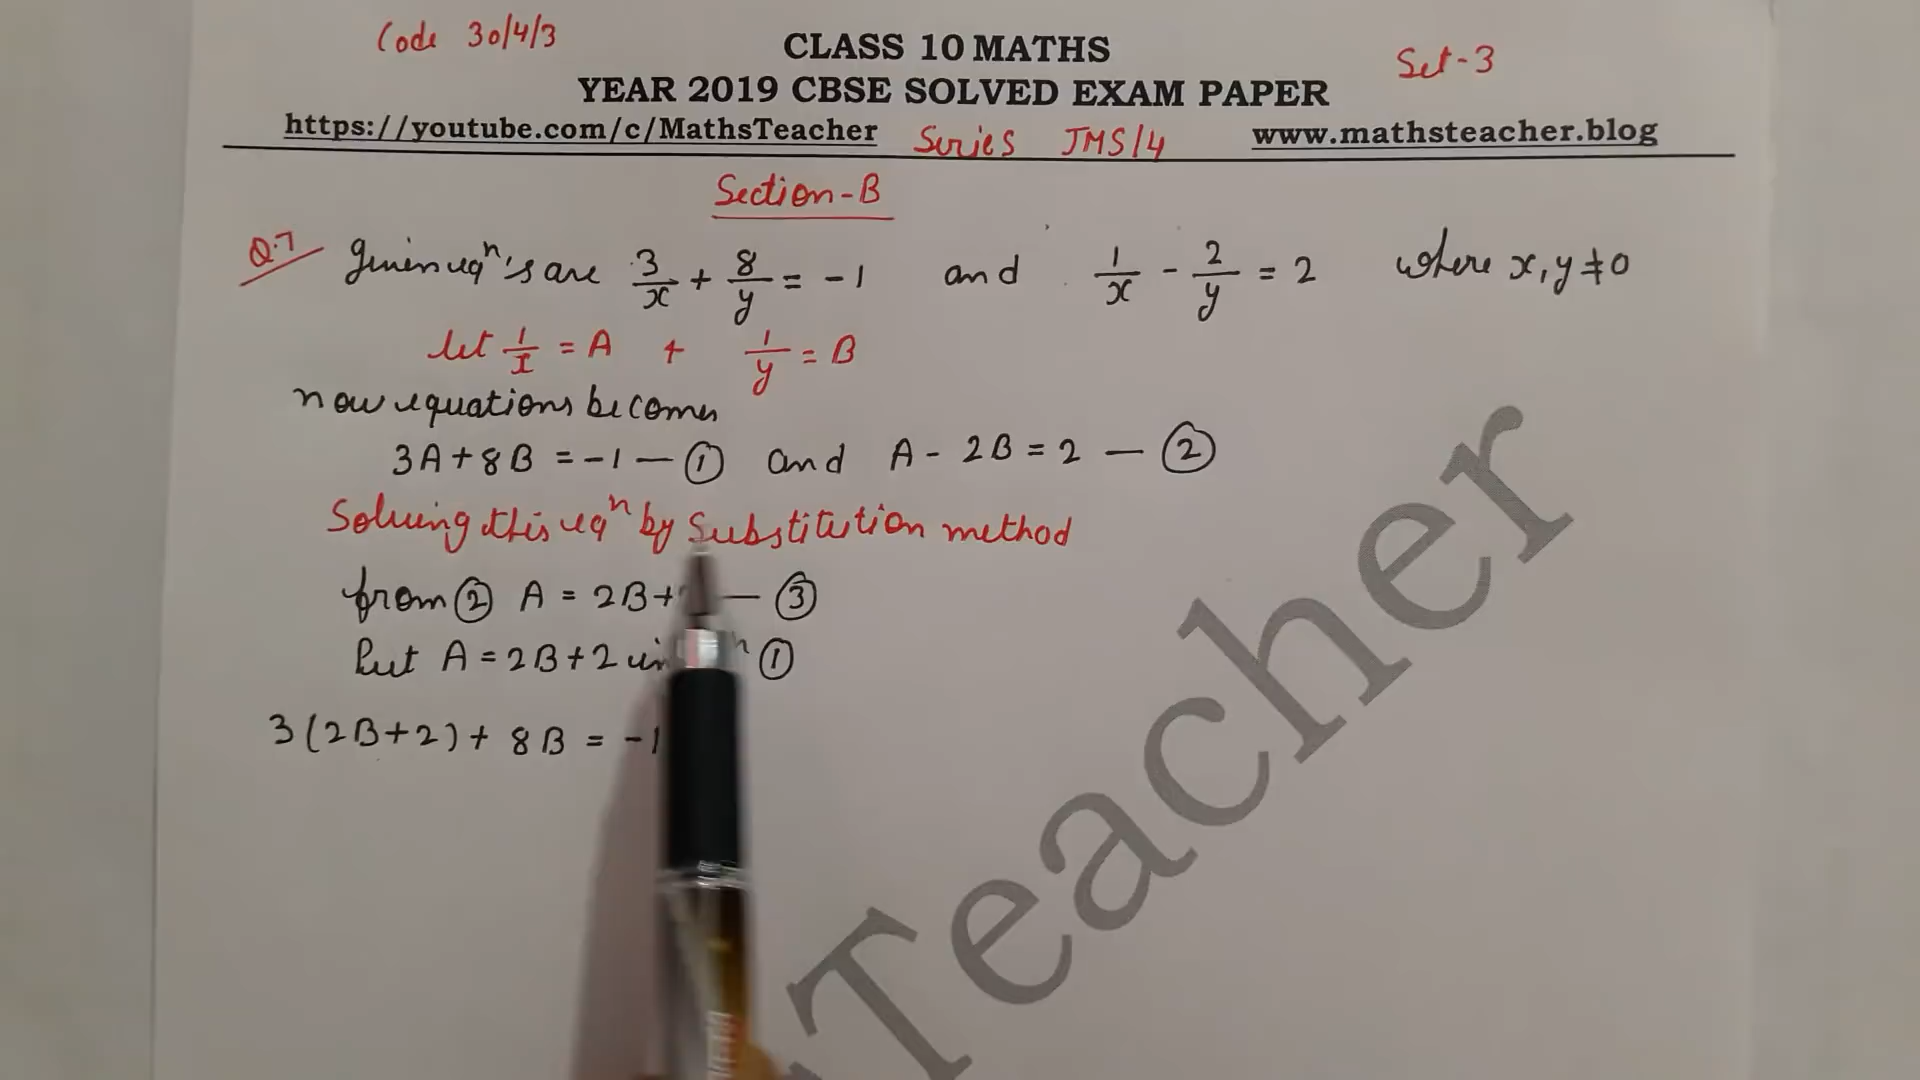 Code 30/4/3
CLASS 10 MATHS
Set-3
YEAR 2019 CBSE SOLVED EXAM PAPER
https://youtube.com/c/MathsTeacher Series JMS/4 www.mathsteacher.blog
Section-B
Q.7 Given eqⁿ's are 3/x + 8/y = -1 and 1/x - 2/y = 2 where x, y ≠ 0
let 1/x = A + 1/y = B
now equations becomes
3A+8B = -1 — ① and A - 2B = 2 — ②
Solving this eqⁿ by Substitution method
from ② A = 2B+ — ③
Put A = 2B+2 in ①
3(2B+2) + 8B = -1
Teacher